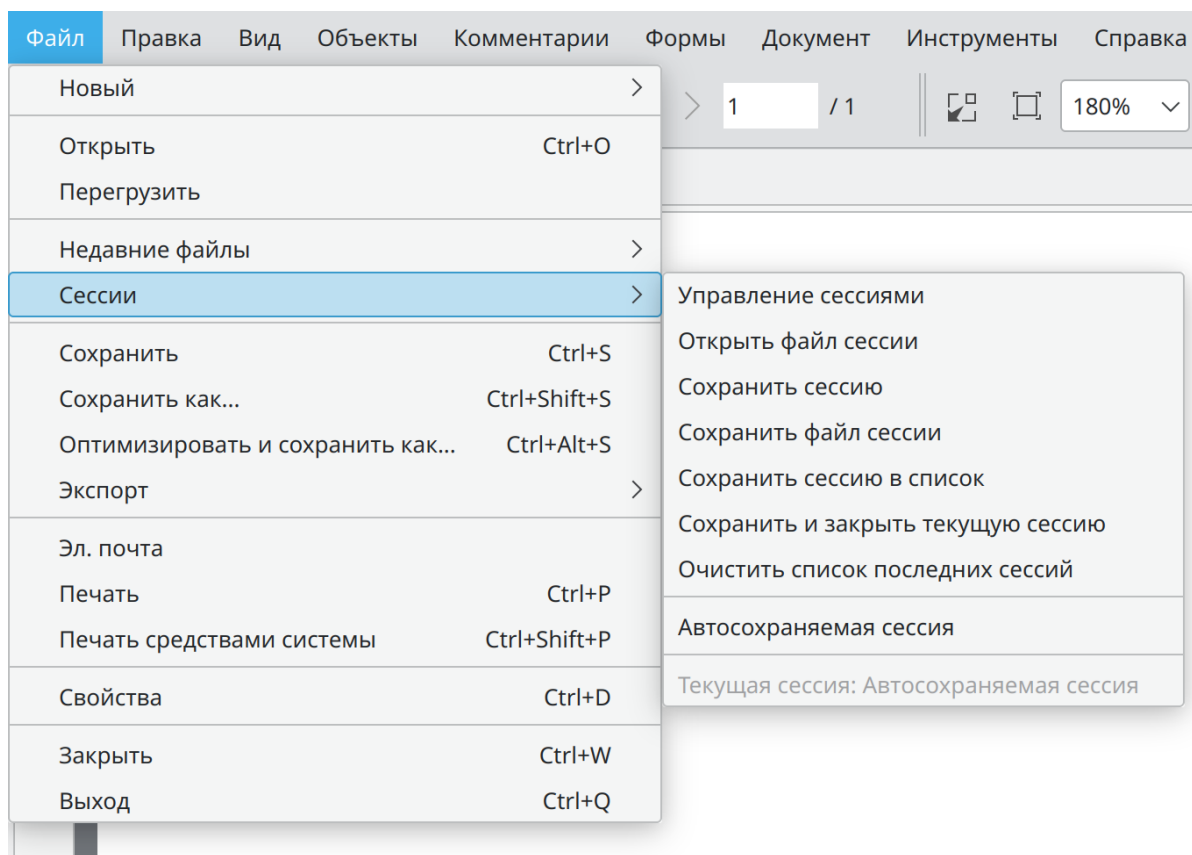 Файл Правка Вид Объекты Комментарии Формы Документ Инструменты Справка
1 / 1 180%
Новый
Открыть Ctrl+O
Перегрузить
Недавние файлы
Сессии
Сохранить Ctrl+S
Сохранить как... Ctrl+Shift+S
Оптимизировать и сохранить как... Ctrl+Alt+S
Экспорт
Эл. почта
Печать Ctrl+P
Печать средствами системы Ctrl+Shift+P
Свойства Ctrl+D
Закрыть Ctrl+W
Выход Ctrl+Q
Управление сессиями
Открыть файл сессии
Сохранить сессию
Сохранить файл сессии
Сохранить сессию в список
Сохранить и закрыть текущую сессию
Очистить список последних сессий
Автосохраняемая сессия
Текущая сессия: Автосохраняемая сессия